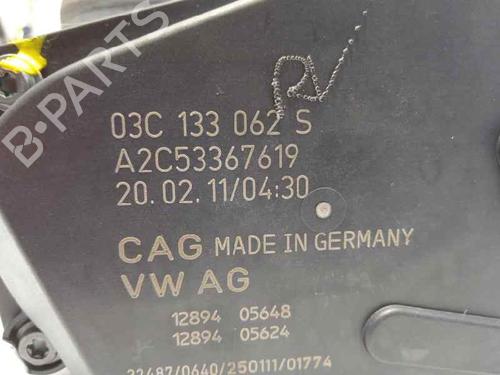 B-PARTS
RV
03C 133 062 S
A2C53367619
20.02.11/04:30
CAG MADE IN GERMANY
VW AG
12894 05648
12894 05624
22487/0640/250111/01774